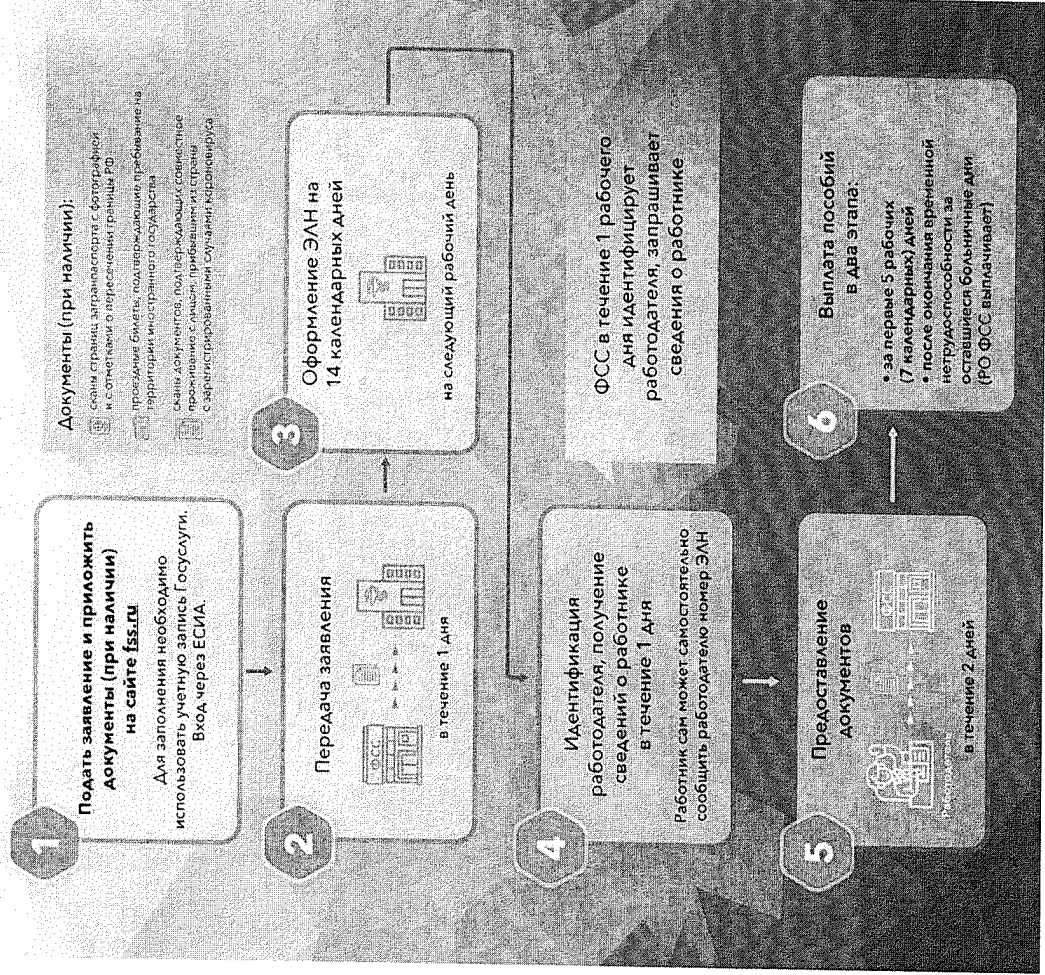 1
Подать заявление и приложить
документы (при наличии)
на сайте fss.ru
Для заполнения необходимо
использовать учетную запись Госуслуги.
Вход через ЕСИА.
Документы (при наличии):
сканы страниц загранпаспорта с фотографией
и с отметками о пересечении границы РФ
проездные билеты, подтверждающие пребывание на
территории иностранного государства
сканы документов, подтверждающих совместное
проживание с лицом, прибывшим из страны
с зарегистрированными случаями коронавируса
2
Передача заявления
ФСС
в течение 1 дня
3
Оформление ЭЛН на
14 календарных дней
на следующий рабочий день
4
Идентификация
работодателя, получение
сведений о работнике
в течение 1 дня
Работник сам может самостоятельно
сообщить работодателю номер ЭЛН
ФСС в течение 1 рабочего
дня идентифицирует
работодателя, запрашивает
сведения о работнике
5
Предоставление
документов
Работодатель
ФСС
в течение 2 дней
6
Выплата пособий
в два этапа:
• за первые 5 рабочих
(7 календарных) дней
• после окончания временной
нетрудоспособности за
оставшиеся больничные дни
(РО ФСС выплачивает)